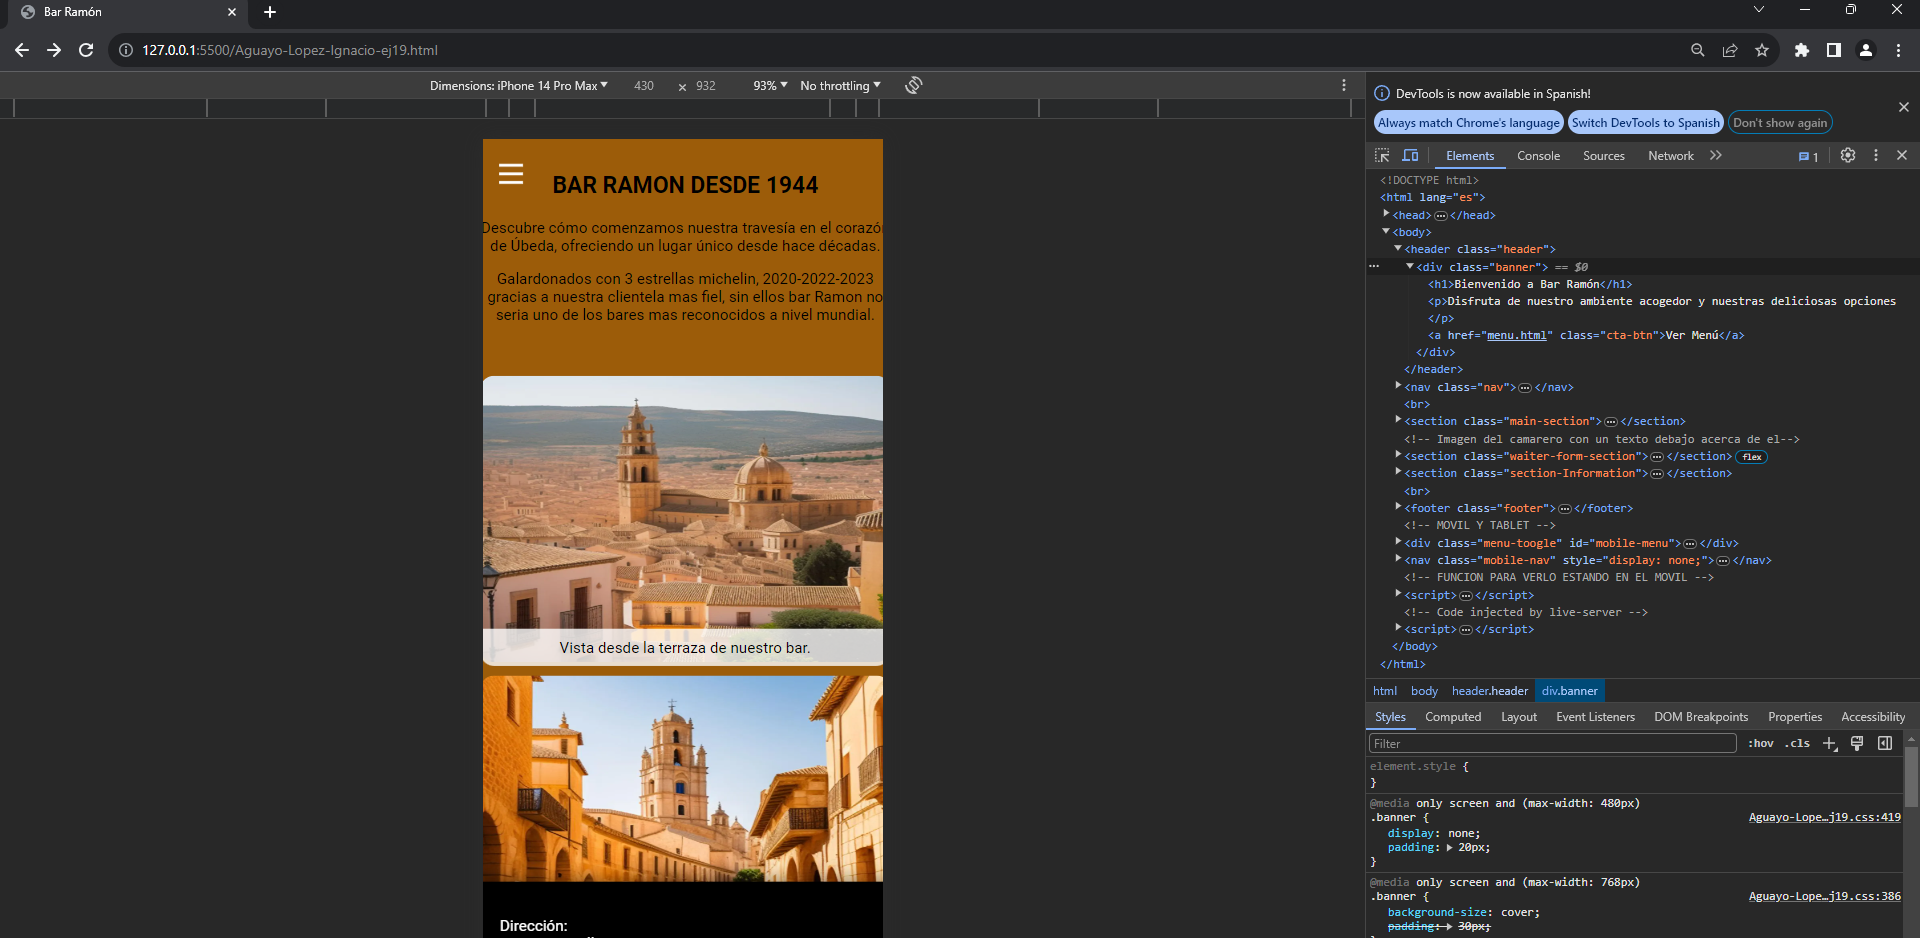 Bar Ramón
127.0.0.1:5500/Aguayo-Lopez-Ignacio-ej19.html
Dimensions: iPhone 14 Pro Max 430 × 932 93% No throttling
BAR RAMON DESDE 1944
Descubre cómo comenzamos nuestra travesía en el corazón
de Úbeda, ofreciendo un lugar único desde hace décadas.
Galardonados con 3 estrellas michelin, 2020-2022-2023
gracias a nuestra clientela mas fiel, sin ellos bar Ramon no
seria uno de los bares mas reconocidos a nivel mundial.
Vista desde la terraza de nuestro bar.
Dirección:
DevTools is now available in Spanish!
Always match Chrome's language Switch DevTools to Spanish Don't show again
Elements Console Sources Network 1
<!DOCTYPE html>
<html lang="es">
<head> </head>
<body>
<header class="header">
<div class="banner"> == $0
<h1>Bienvenido a Bar Ramón</h1>
<p>Disfruta de nuestro ambiente acogedor y nuestras deliciosas opciones
</p>
<a href="menu.html" class="cta-btn">Ver Menú</a>
</div>
</header>
<nav class="nav"> </nav>
<br>
<section class="main-section"> </section>
<!-- Imagen del camarero con un texto debajo acerca de el-->
<section class="waiter-form-section"> </section> flex
<section class="section-Information"> </section>
<br>
<footer class="footer"> </footer>
<!-- MOVIL Y TABLET -->
<div class="menu-toogle" id="mobile-menu"> </div>
<nav class="mobile-nav" style="display: none;"> </nav>
<!-- FUNCION PARA VERLO ESTANDO EN EL MOVIL -->
<script> </script>
<!-- Code injected by live-server -->
<script> </script>
</body>
</html>
html body header.header div.banner
Styles Computed Layout Event Listeners DOM Breakpoints Properties Accessibility
Filter :hov .cls
element.style {
}
@media only screen and (max-width: 480px)
.banner { Aguayo-Lope…j19.css:419
display: none;
padding: 20px;
}
@media only screen and (max-width: 768px)
.banner { Aguayo-Lope…j19.css:386
background-size: cover;
padding: 30px;